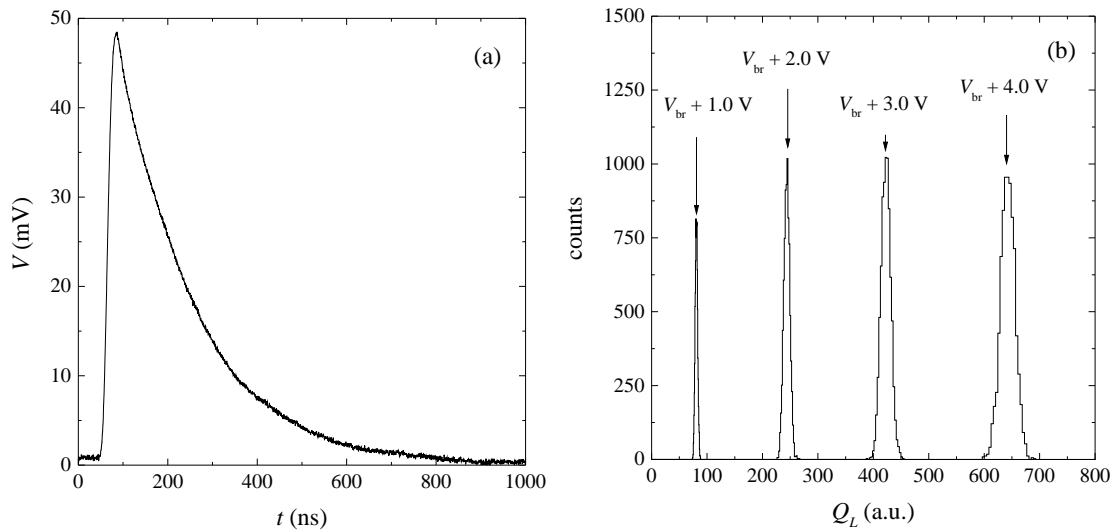 50
40
30
20
10
0
V (mV)
(a)
0 200 400 600 800 1000
t (ns)
1500
1250
1000
750
500
250
0
counts
(b)
V_br + 2.0 V
V_br + 4.0 V
V_br + 1.0 V
V_br + 3.0 V
0 100 200 300 400 500 600 700 800
Q_L (a.u.)